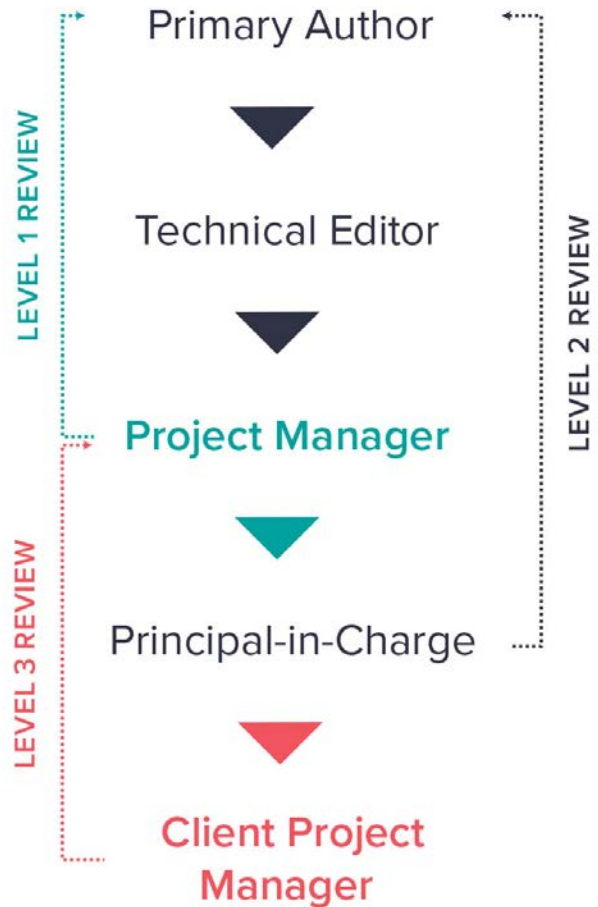 Primary Author
LEVEL 1 REVIEW
Technical Editor
LEVEL 2 REVIEW
Project Manager
LEVEL 3 REVIEW
Principal-in-Charge
Client Project
Manager